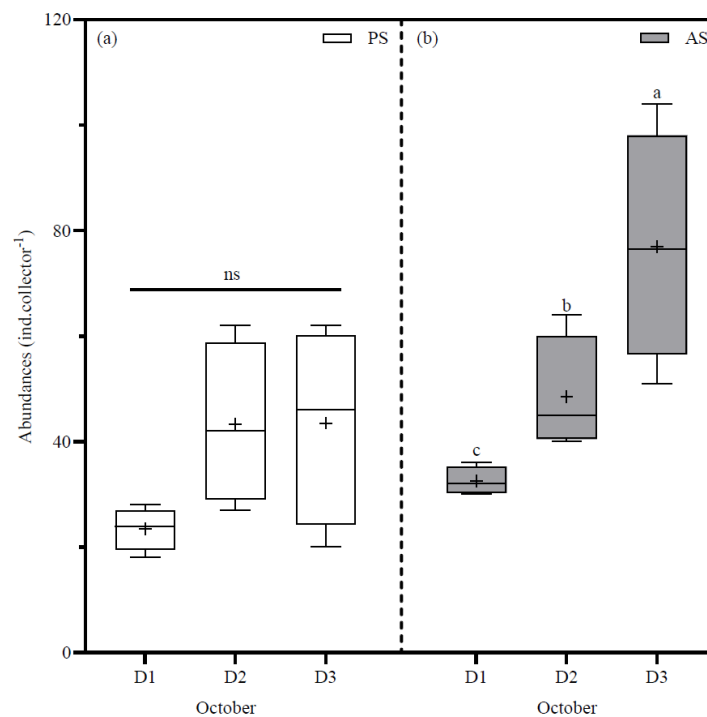 120
(a)
PS
(b)
AS
a
80
ns
b
40
c
0
Abundances (ind.collector-1)
D1
D2
D3
D1
D2
D3
October
October